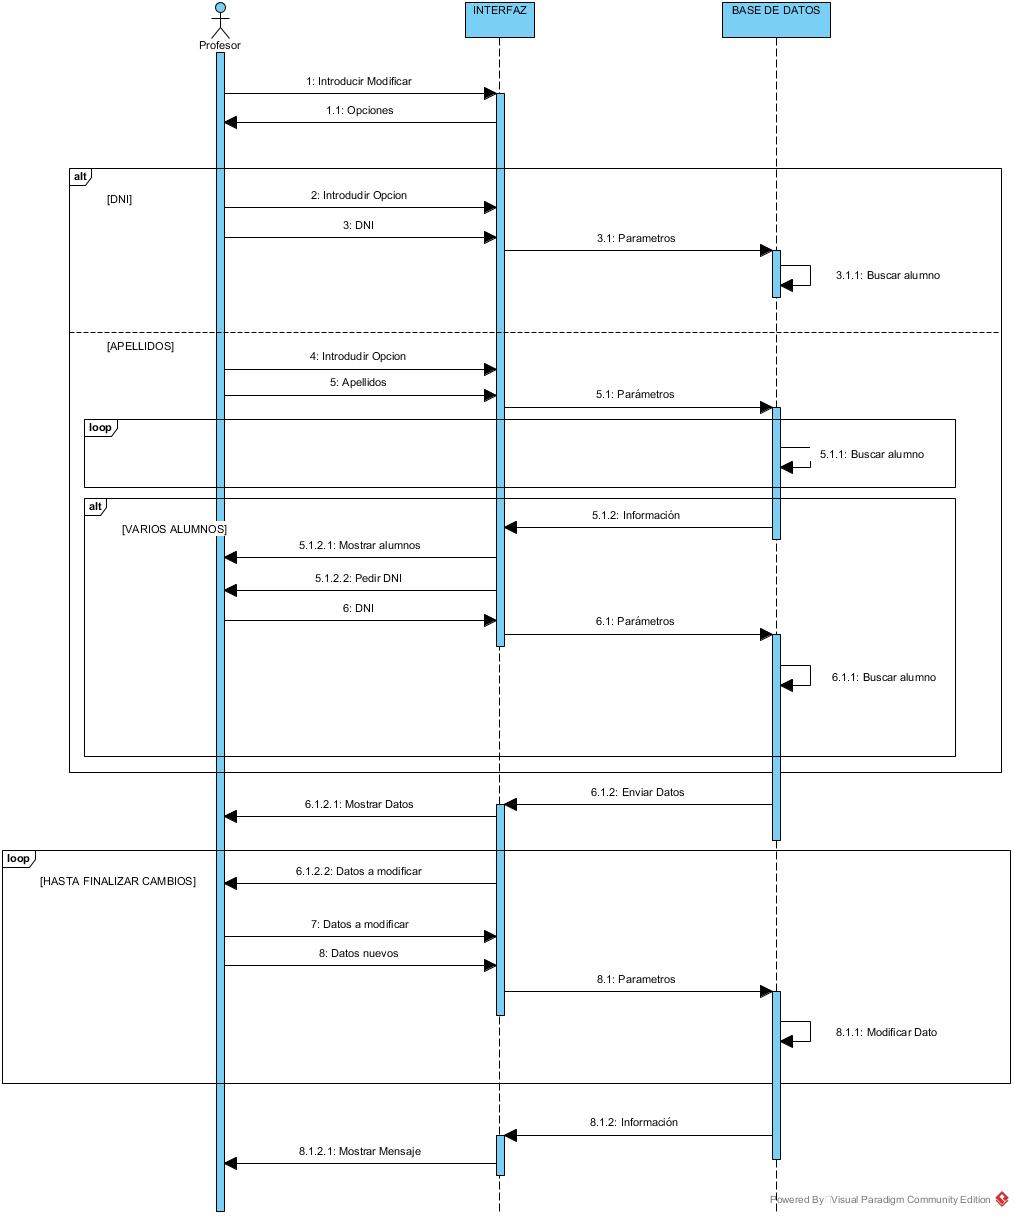 INTERFAZ
BASE DE DATOS
Profesor
1: Introducir Modificar
1.1: Opciones
alt
[DNI]
2: Introdudir Opcion
3: DNI
3.1: Parametros
3.1.1: Buscar alumno
[APELLIDOS]
4: Introdudir Opcion
5: Apellidos
5.1: Parámetros
loop
5.1.1: Buscar alumno
alt
5.1.2: Información
[VARIOS ALUMNOS]
5.1.2.1: Mostrar alumnos
5.1.2.2: Pedir DNI
6: DNI
6.1: Parámetros
6.1.1: Buscar alumno
6.1.2: Enviar Datos
6.1.2.1: Mostrar Datos
loop
6.1.2.2: Datos a modificar
[HASTA FINALIZAR CAMBIOS]
7: Datos a modificar
8: Datos nuevos
8.1: Parametros
8.1.1: Modificar Dato
8.1.2: Información
8.1.2.1: Mostrar Mensaje
Powered By Visual Paradigm Community Edition